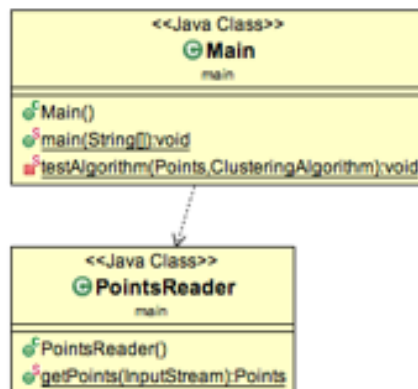 <<Java Class>>
Main
main
Main()
main(String[]):void
testAlgorithm(Points,ClusteringAlgorithm):void
<<Java Class>>
PointsReader
main
PointsReader()
getPoints(InputStream):Points